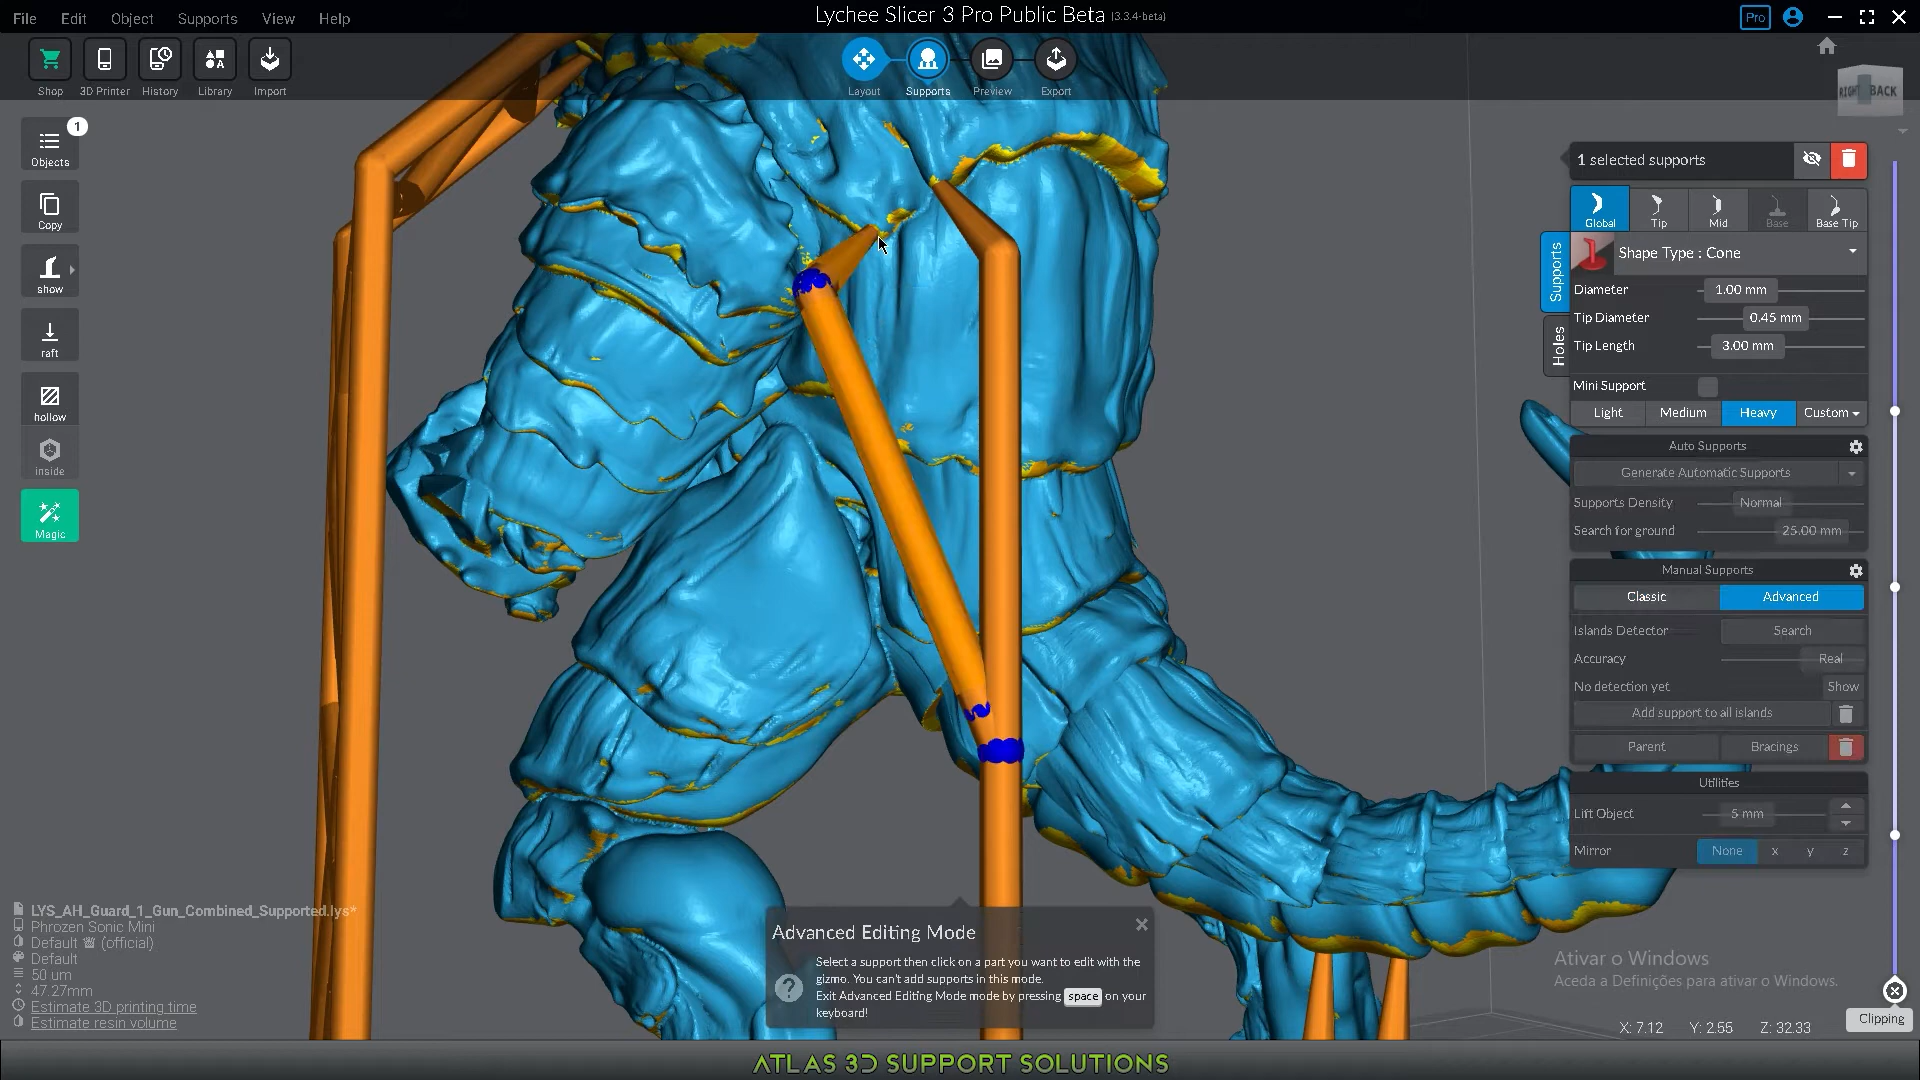 File Edit Object Supports View Help
Lychee Slicer 3 Pro Public Beta (3.3.4-beta)
Pro
Shop 3D Printer History Library Import
Layout Supports Preview Export
RIGHT BACK
1
Objects
Copy
show
raft
hollow
inside
Magic
1 selected supports
Global Tip Mid Base Base Tip
Supports
Holes
Shape Type : Cone
Diameter 1.00 mm
Tip Diameter 0.45 mm
Tip Length 3.00 mm
Mini Support
Light Medium Heavy Custom
Auto Supports
Generate Automatic Supports
Supports Density Normal
Search for ground 25.00 mm
Manual Supports
Classic Advanced
Islands Detector Search
Accuracy Real
No detection yet Show
Add support to all islands
Parent Bracings
Utilities
Lift Object 5 mm
Mirror None x y z
LYS_AH_Guard_1_Gun_Combined_Supported.lys*
Phrozen Sonic Mini
Default (official)
Default
50 um
47.27mm
Estimate 3D printing time
Estimate resin volume
Advanced Editing Mode
Select a support then click on a part you want to edit with the
gizmo. You can't add supports in this mode.
Exit Advanced Editing Mode mode by pressing space on your
keyboard!
Ativar o Windows
Aceda a Definições para ativar o Windows.
X: 7.12 Y: 2.55 Z: 32.33
Clipping
ATLAS 3D SUPPORT SOLUTIONS